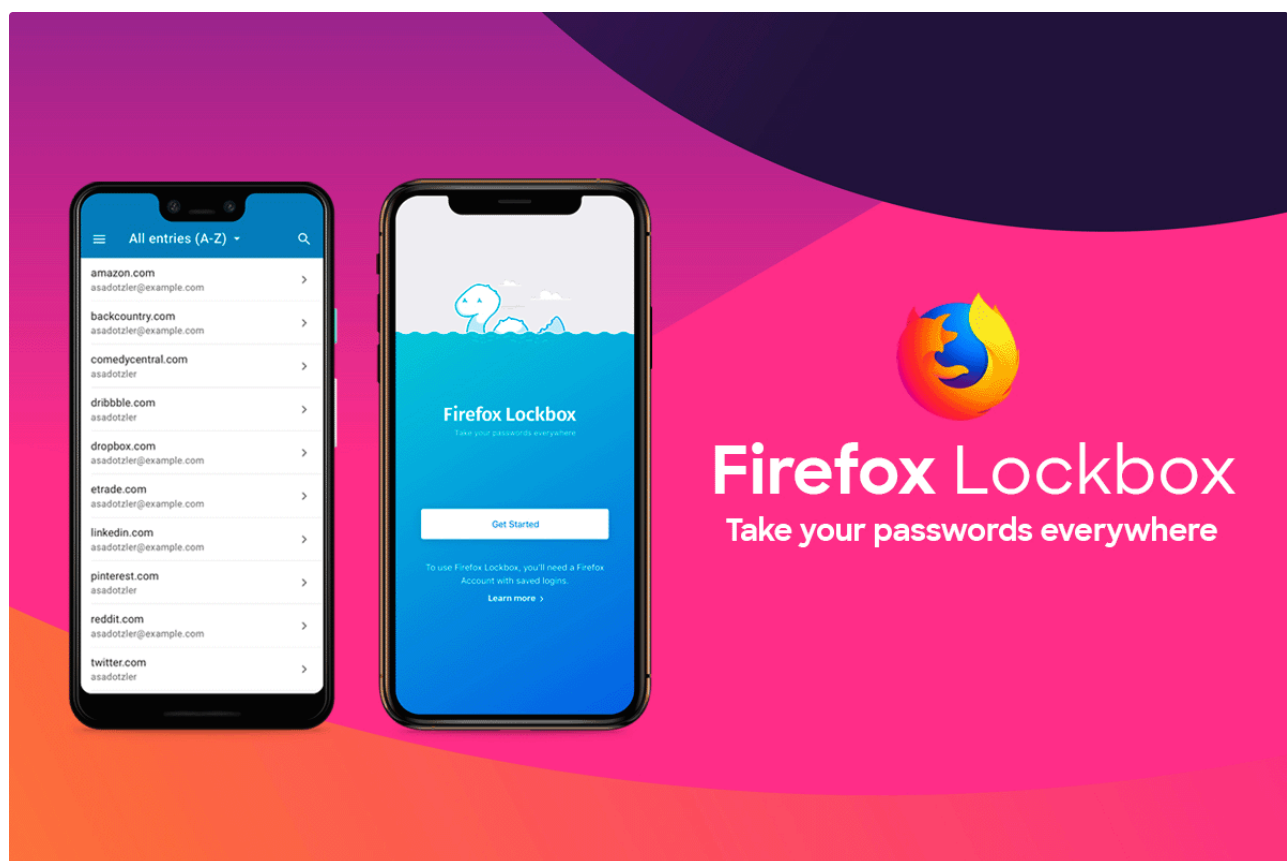 All entries (A-Z)
amazon.com
asadotzler@example.com
backcountry.com
asadotzler@example.com
comedycentral.com
asadotzler
dribbble.com
asadotzler
dropbox.com
asadotzler@example.com
etrade.com
asadotzler@example.com
linkedin.com
asadotzler@example.com
pinterest.com
asadotzler
reddit.com
asadotzler@example.com
twitter.com
asadotzler
Firefox Lockbox
Take your passwords everywhere
Get Started
To use Firefox Lockbox, you'll need a Firefox
Account with saved logins.
Learn more
Firefox Lockbox
Take your passwords everywhere